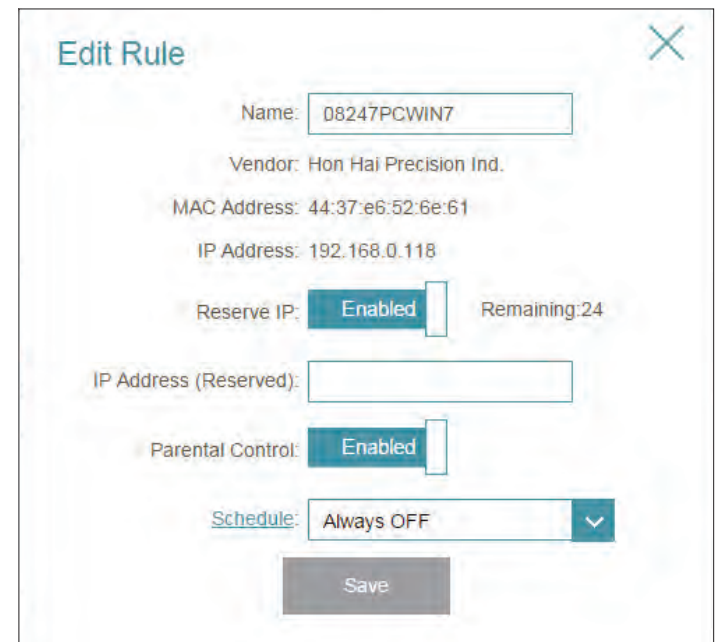 Edit Rule
Name: 08247PCWIN7
Vendor: Hon Hai Precision Ind.
MAC Address: 44:37:e6:52:6e:61
IP Address: 192.168.0.118
Reserve IP: Enabled Remaining:24
IP Address (Reserved):
Parental Control: Enabled
Schedule: Always OFF
Save